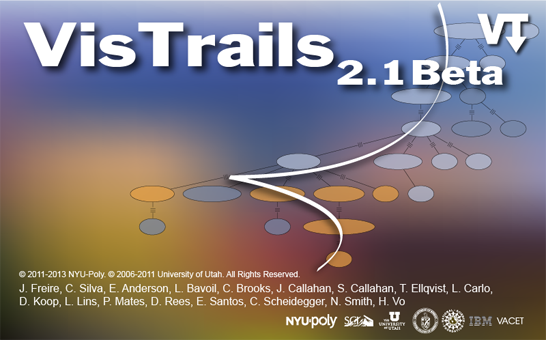 VisTrails
VT
2.1 Beta
© 2011-2013 NYU-Poly. © 2006-2011 University of Utah. All Rights Reserved.
J. Freire, C. Silva, E. Anderson, L. Bavoil, C. Brooks, J. Callahan, S. Callahan, T. Ellqvist, L. Carlo,
D. Koop, L. Lins, P. Mates, D. Rees, E. Santos, C. Scheidegger, N. Smith, H. Vo
NYU-poly SCI THE UNIVERSITY OF UTAH IBM VACET